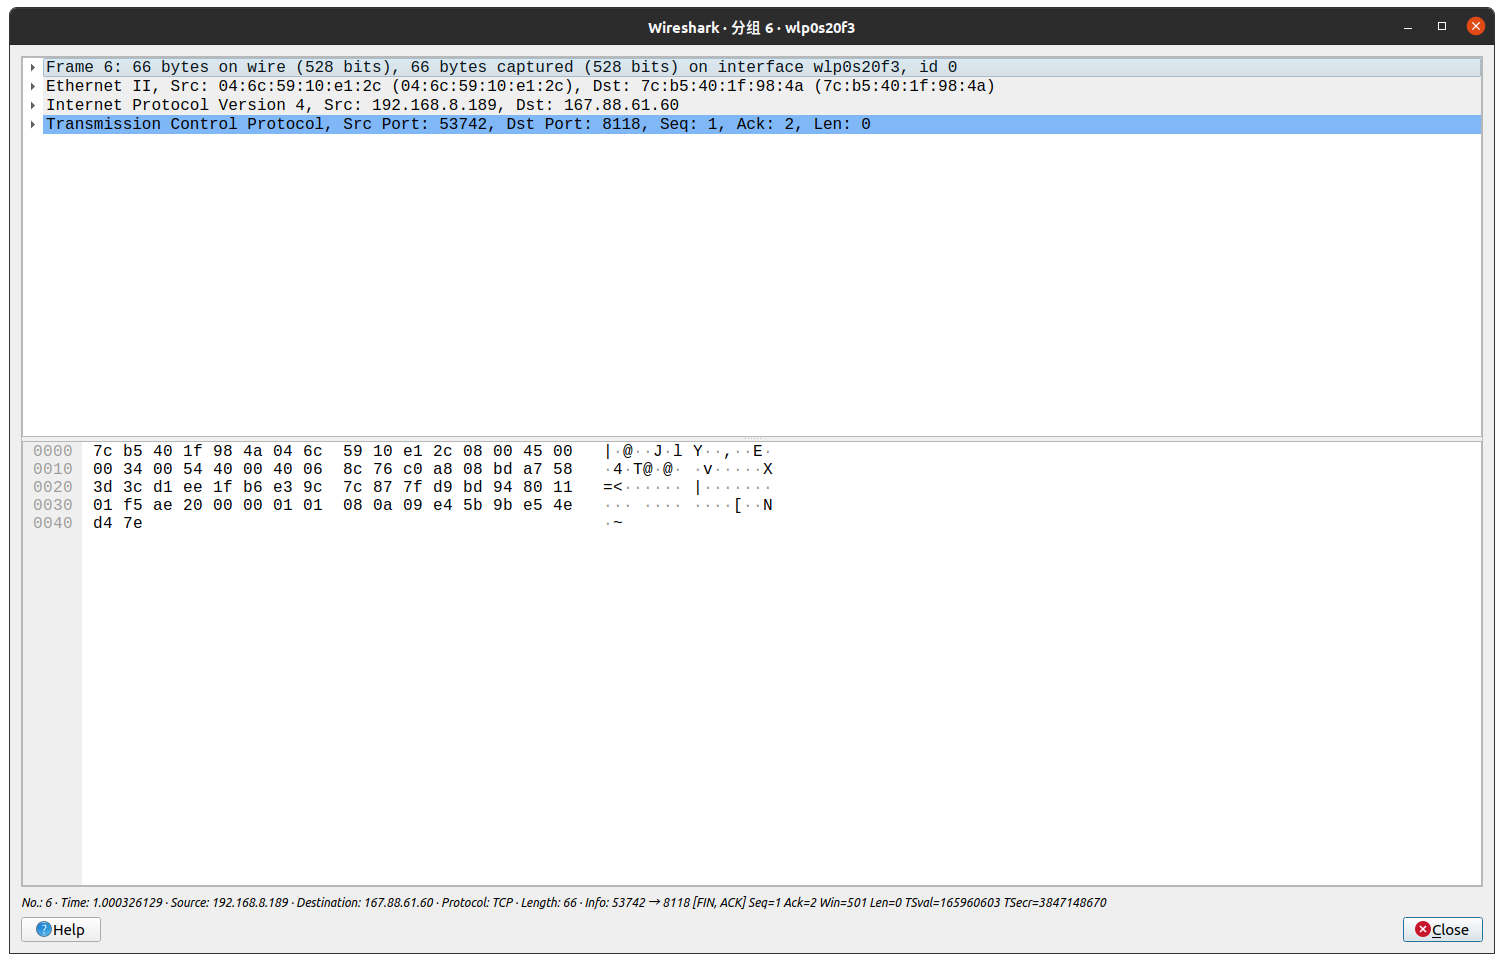 Wireshark · 分组 6 · wlp0s20f3
Frame 6: 66 bytes on wire (528 bits), 66 bytes captured (528 bits) on interface wlp0s20f3, id 0
Ethernet II, Src: 04:6c:59:10:e1:2c (04:6c:59:10:e1:2c), Dst: 7c:b5:40:1f:98:4a (7c:b5:40:1f:98:4a)
Internet Protocol Version 4, Src: 192.168.8.189, Dst: 167.88.61.60
Transmission Control Protocol, Src Port: 53742, Dst Port: 8118, Seq: 1, Ack: 2, Len: 0
0000 7c b5 40 1f 98 4a 04 6c 59 10 e1 2c 08 00 45 00 |·@··J·l Y··,··E·
0010 00 34 00 54 40 00 40 06 8c 76 c0 a8 08 bd a7 58 ·4·T@·@· ·v·····X
0020 3d 3c d1 ee 1f b6 e3 9c 7c 87 7f d9 bd 94 80 11 =<······ |·······
0030 01 f5 ae 20 00 00 01 01 08 0a 09 e4 5b 9b e5 4e ··· ···· ····[··N
0040 d4 7e ·~
No.: 6 · Time: 1.000326129 · Source: 192.168.8.189 · Destination: 167.88.61.60 · Protocol: TCP · Length: 66 · Info: 53742 → 8118 [FIN, ACK] Seq=1 Ack=2 Win=501 Len=0 TSval=165960603 TSecr=3847148670
Help
Close